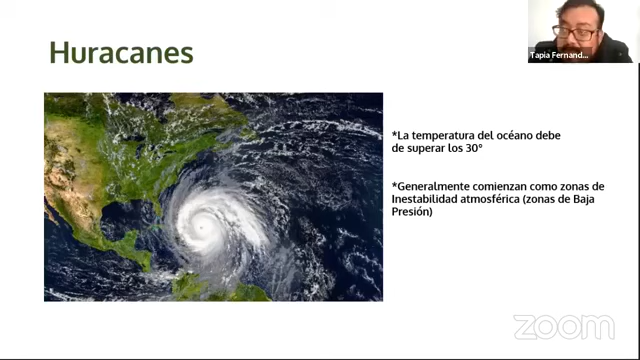 Huracanes
Tapia Fernand...
*La temperatura del océano debe
de superar los 30°
*Generalmente comienzan como zonas de
Inestabilidad atmosférica (zonas de Baja
Presión)
zoom